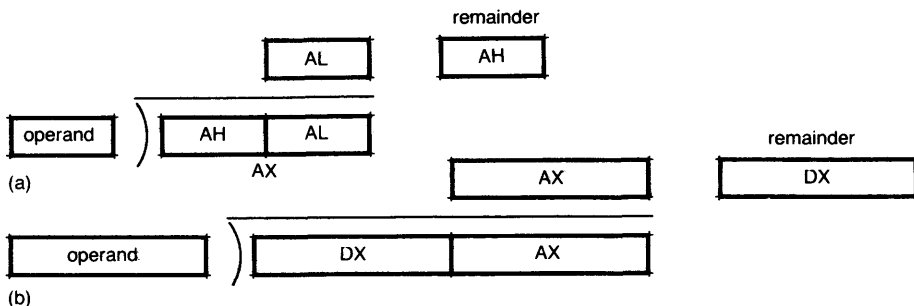 remainder
AL AH
operand AH AL
AX
(a)
remainder
AX DX
operand DX AX
(b)